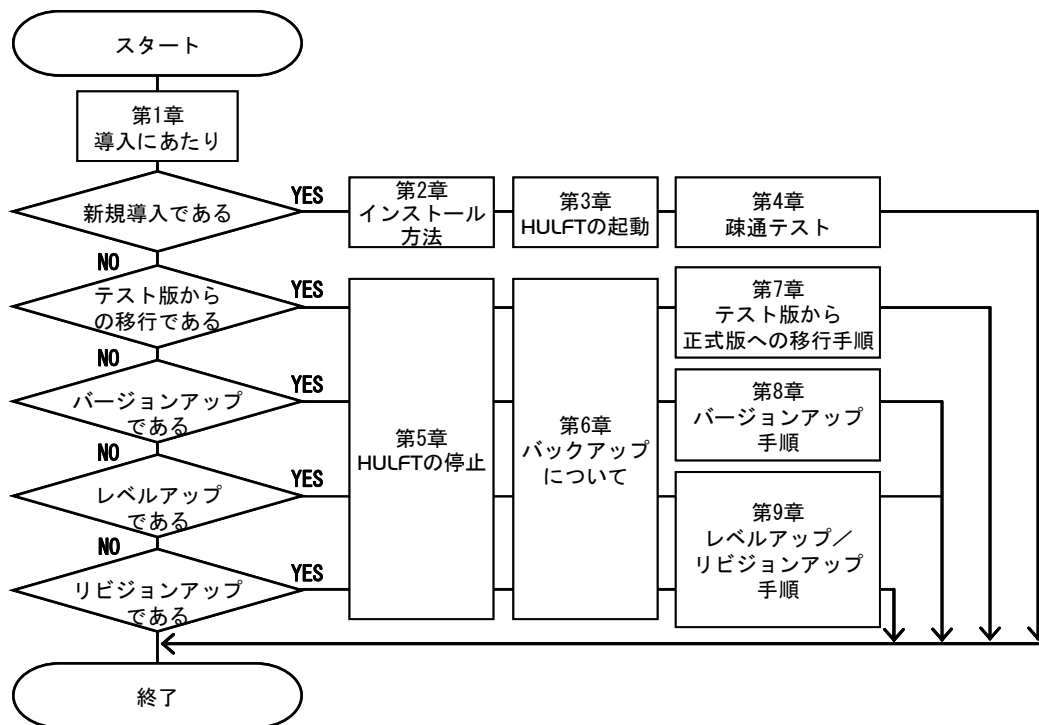 スタート
第1章
導入にあたり
新規導入である
YES
第2章
インストール
方法
第3章
HULFTの起動
第4章
疎通テスト
NO
テスト版から
の移行である
YES
第7章
テスト版から
正式版への移行手順
NO
バージョンアップ
である
YES
第5章
HULFTの停止
第6章
バックアップ
について
第8章
バージョンアップ
手順
NO
レベルアップ
である
YES
第9章
レベルアップ／
リビジョンアップ
手順
NO
リビジョンアップ
である
YES
終了